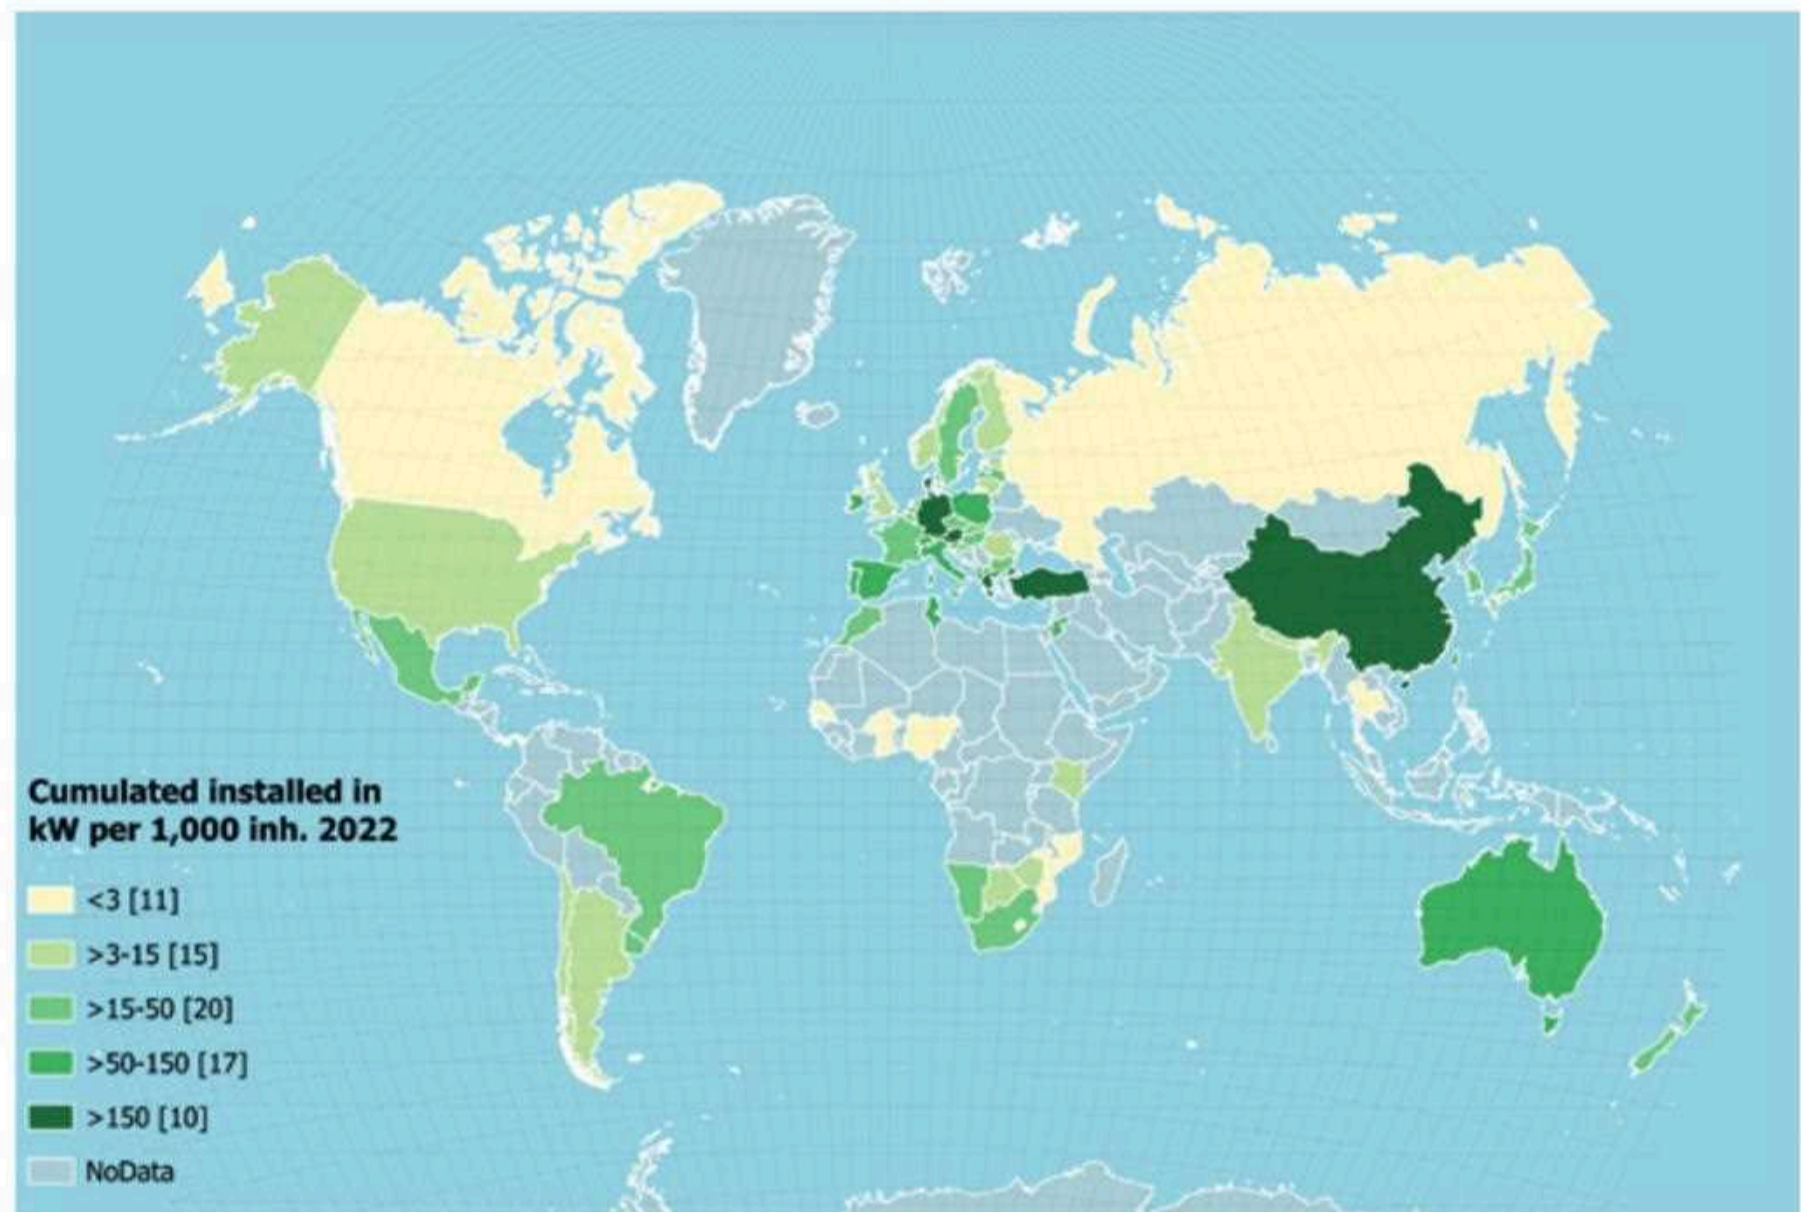 Cumulated installed in
kW per 1,000 inh. 2022
<3 [11]
>3-15 [15]
>15-50 [20]
>50-150 [17]
>150 [10]
NoData